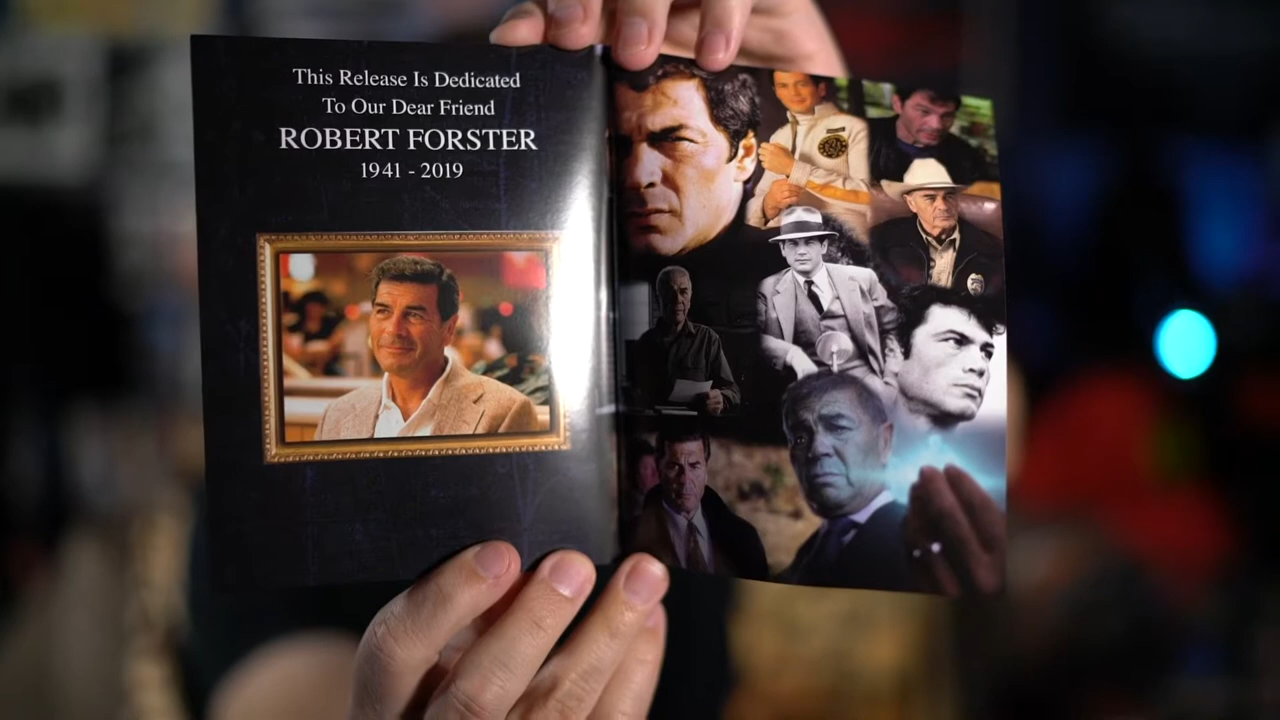 This Release Is Dedicated
To Our Dear Friend
ROBERT FORSTER
1941 - 2019